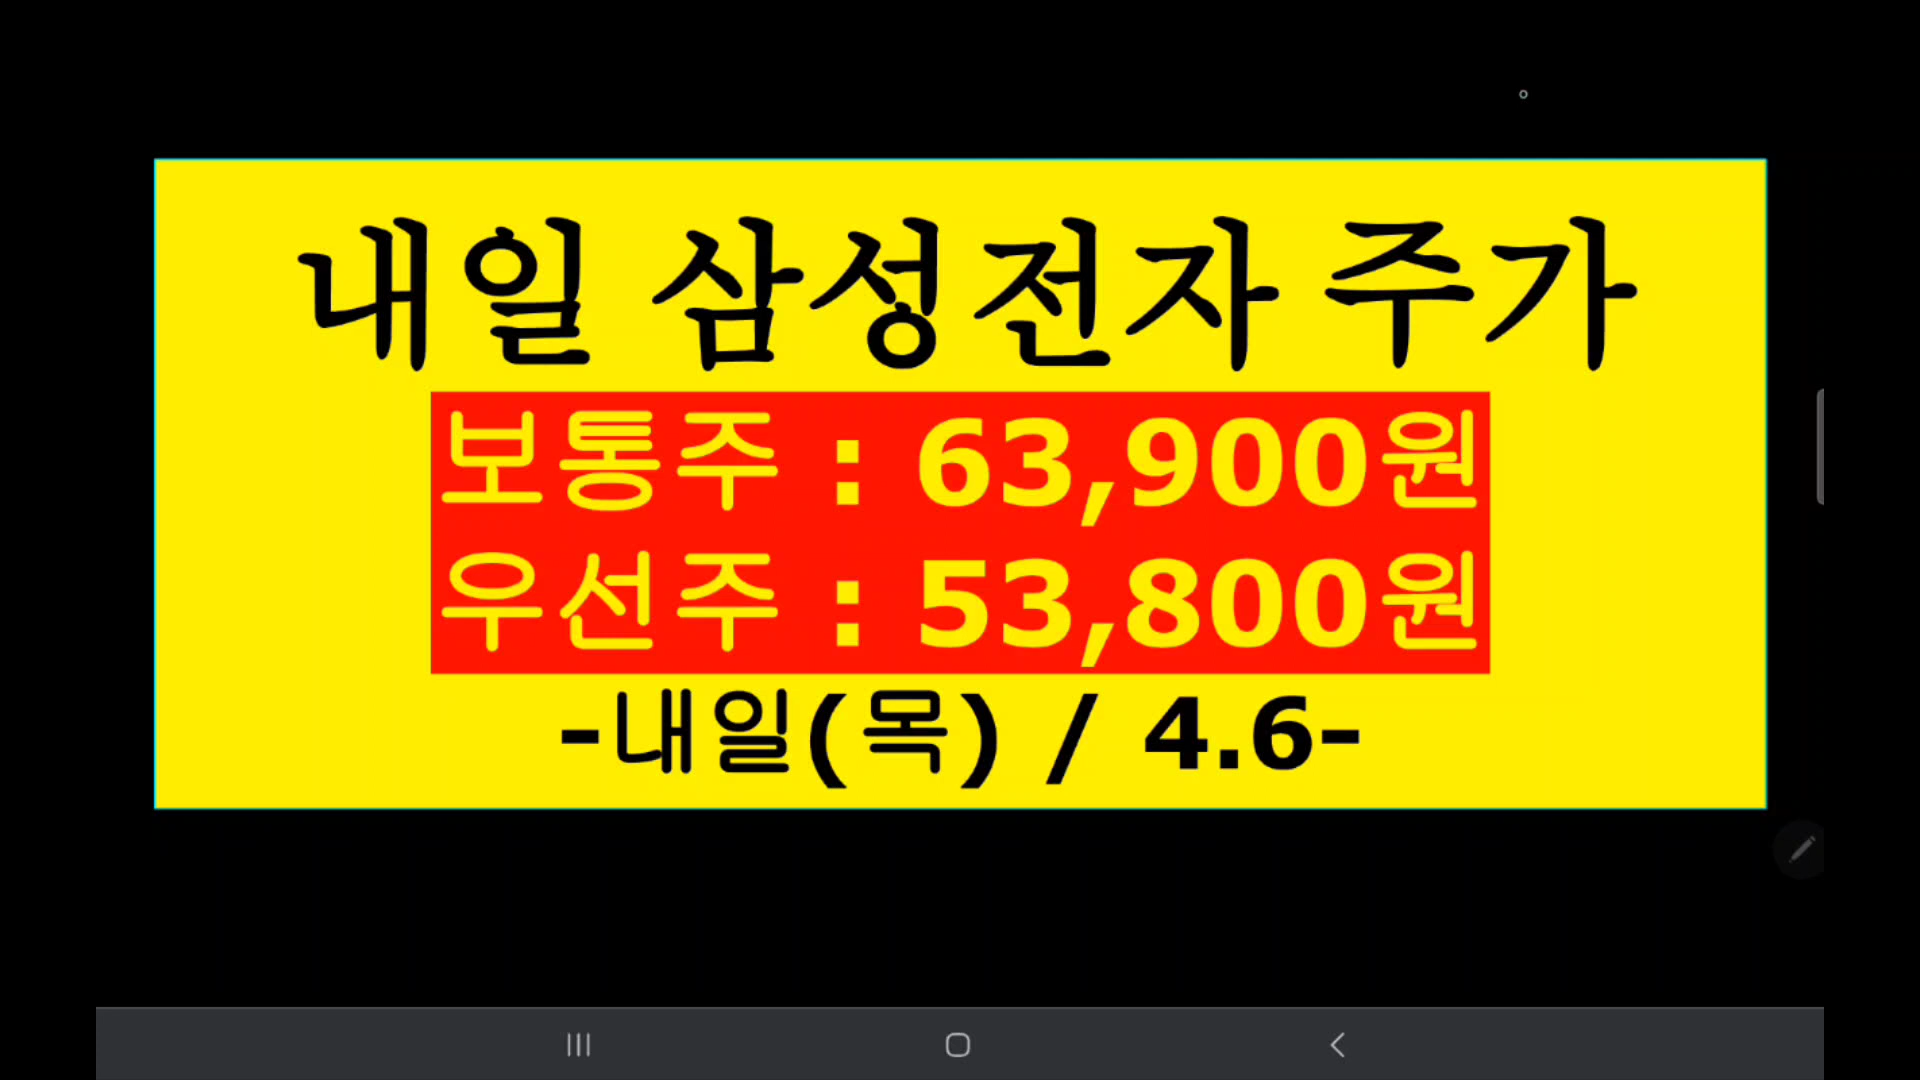 내일 삼성전자 주가
보통주 : 63,900원
우선주 : 53,800원
-내일(목) / 4.6-